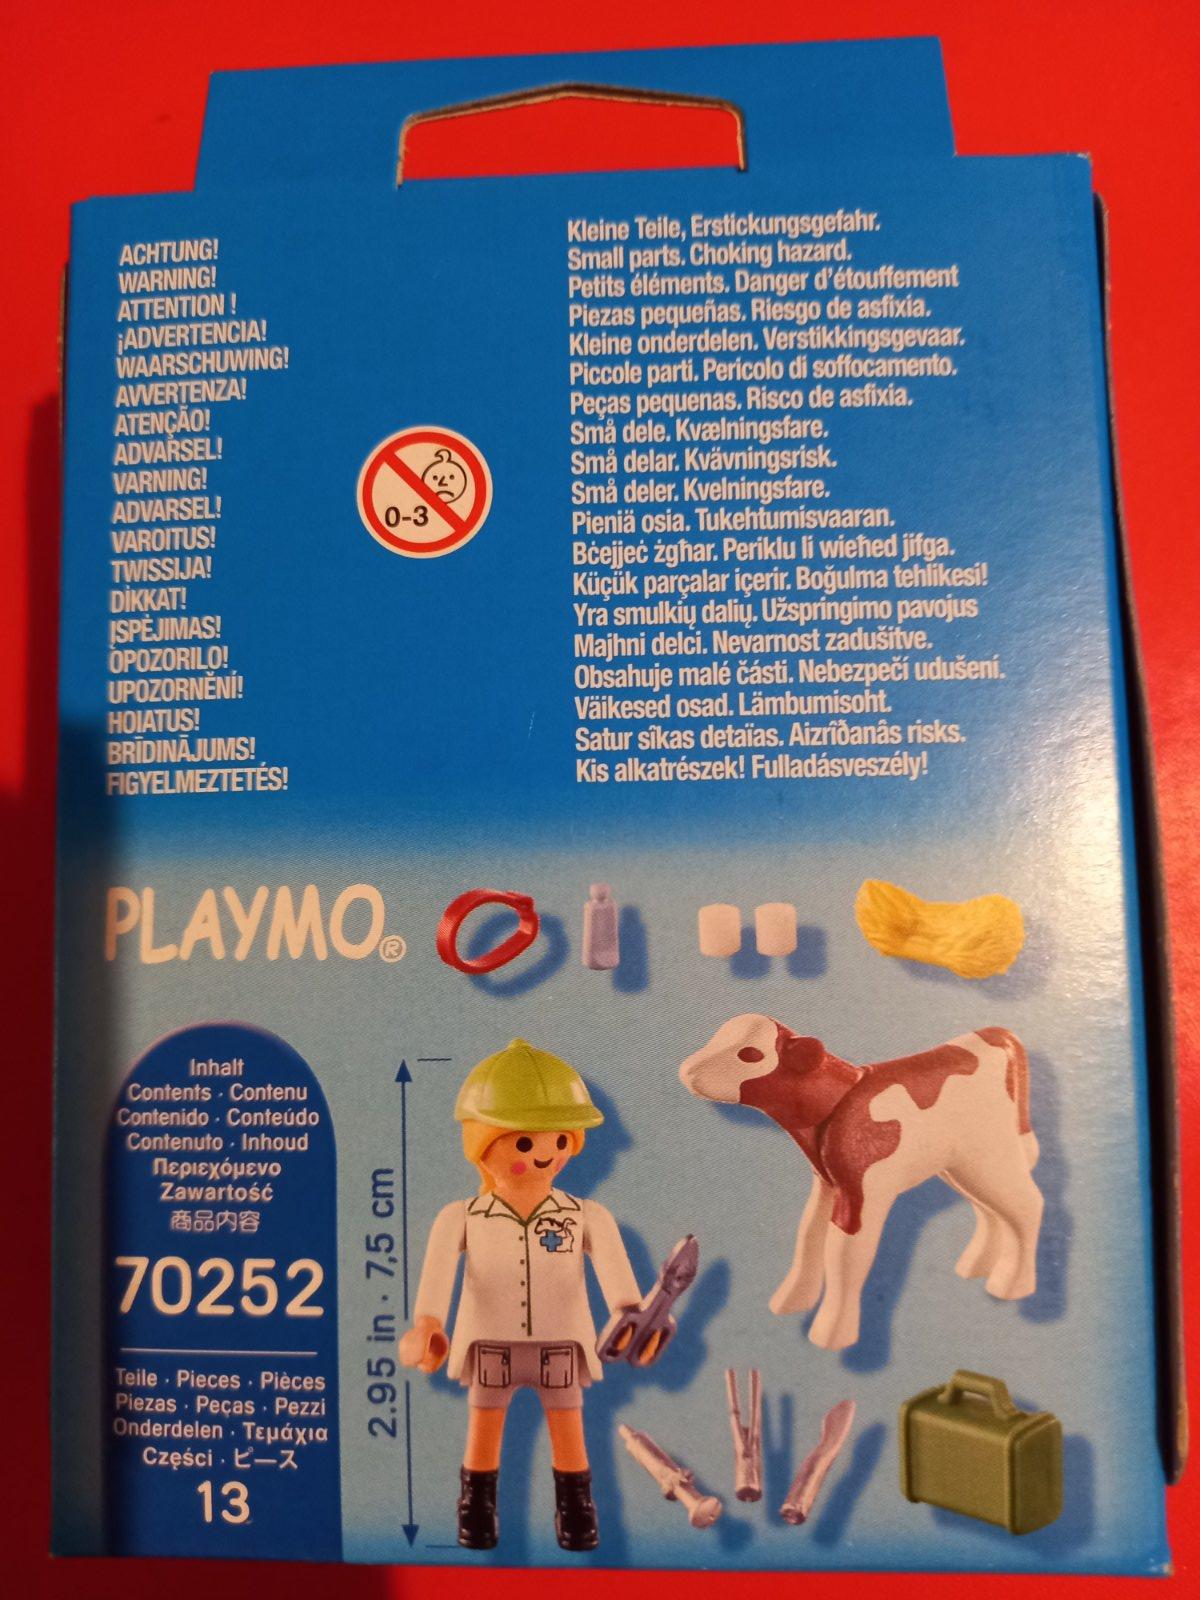 ACHTUNG!
WARNING!
ATTENTION !
¡ADVERTENCIA!
WAARSCHUWING!
AVVERTENZA!
ATENÇÃO!
ADVARSEL!
VARNING!
ADVARSEL!
VAROITUS!
TWISSIJA!
DİKKAT!
ĮSPĖJIMAS!
OPOZORILO!
UPOZORNĚNÍ!
HOIATUS!
BRĪDINĀJUMS!
FIGYELMEZTETÉS!
Kleine Teile, Erstickungsgefahr.
Small parts. Choking hazard.
Petits éléments. Danger d'étouffement
Piezas pequeñas. Riesgo de asfixia.
Kleine onderdelen. Verstikkingsgevaar.
Piccole parti. Pericolo di soffocamento.
Peças pequenas. Risco de asfixia.
Små dele. Kvælningsfare.
Små delar. Kvävningsrisk.
Små deler. Kvelningsfare.
Pieniä osia. Tukehtumisvaaran.
Bċejjeċ żgħar. Periklu li wieħed jifga.
Küçük parçalar içerir. Boğulma tehlikesi!
Yra smulkių dalių. Užspringimo pavojus
Majhni delci. Nevarnost zadušitve.
Obsahuje malé části. Nebezpečí udušení.
Väikesed osad. Lämbumisoht.
Satur sîkas detaïas. Aizrîðanâs risks.
Kis alkatrészek! Fulladásveszély!
0-3
PLAYMO®
Inhalt
Contents · Contenu
Contenido · Conteúdo
Contenuto · Inhoud
Περιεχόμενο
Zawartość
商品内容
70252
Teile · Pieces · Pièces
Piezas · Peças · Pezzi
Onderdelen · Τεμάχια
Części · ピース
13
2.95 in · 7,5 cm